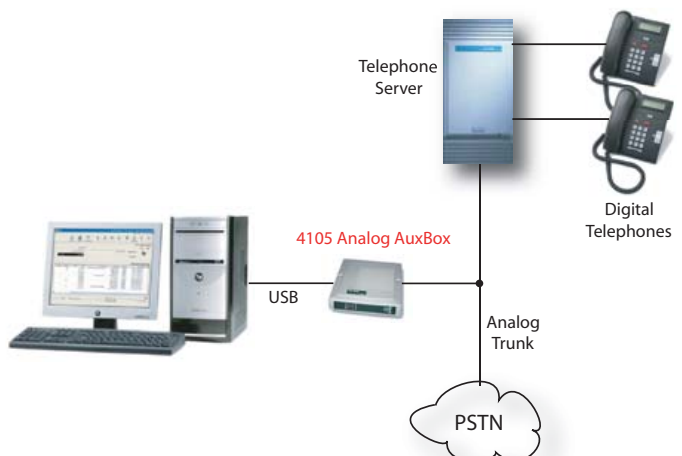 Telephone
Server
Digital
Telephones
4105 Analog AuxBox
USB
Analog
Trunk
PSTN